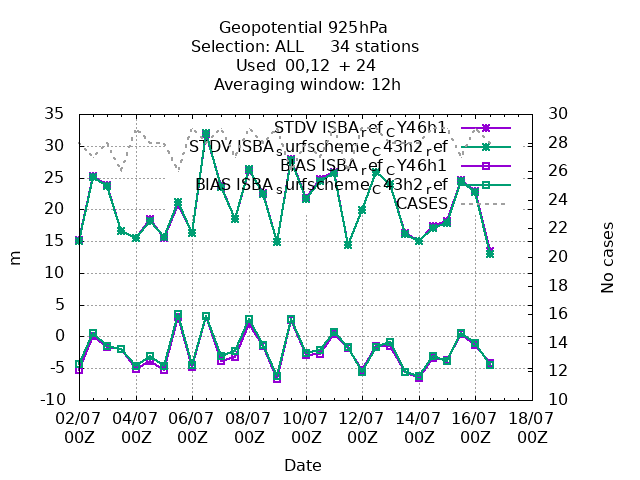 Geopotential 925hPa
Selection: ALL 34 stations
Used 00,12 + 24
Averaging window: 12h
STDV ISBA_ref_CY46h1
STDV ISBA_surfscheme_C43h2_ref
BIAS ISBA_ref_CY46h1
BIAS ISBA_surfscheme_C43h2_ref
CASES
35
30
25
20
15
10
5
0
-5
-10
m
30
28
26
24
22
20
18
16
14
12
10
No cases
02/07 04/07 06/07 08/07 10/07 12/07 14/07 16/07 18/07
00Z 00Z 00Z 00Z 00Z 00Z 00Z 00Z 00Z
Date